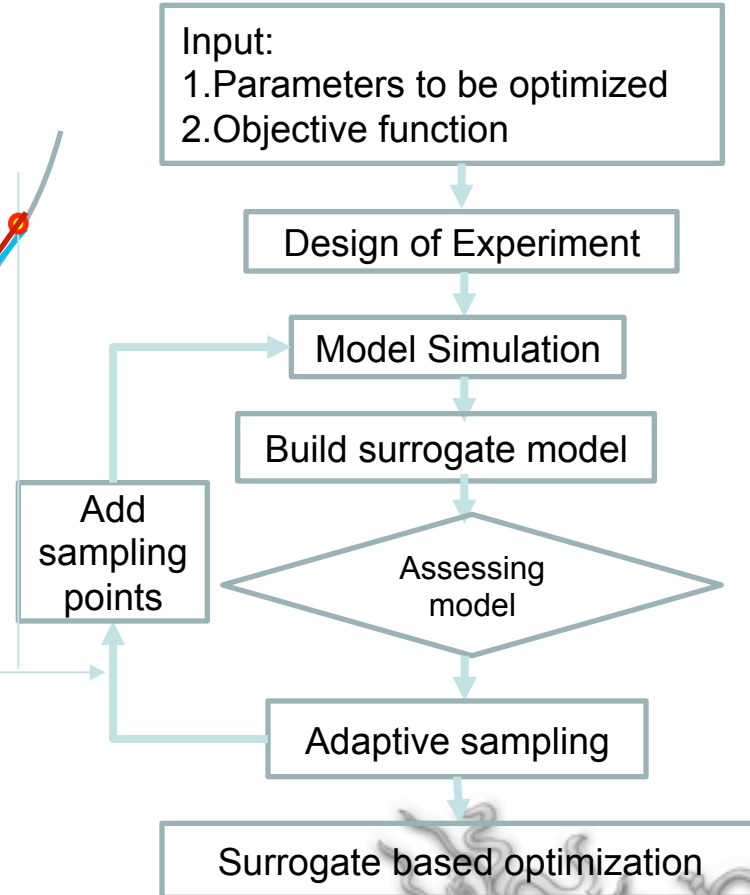 Input:
1.Parameters to be optimized
2.Objective function
Design of Experiment
Model Simulation
Build surrogate model
Add
sampling
points
Assessing
model
Adaptive sampling
Surrogate based optimization